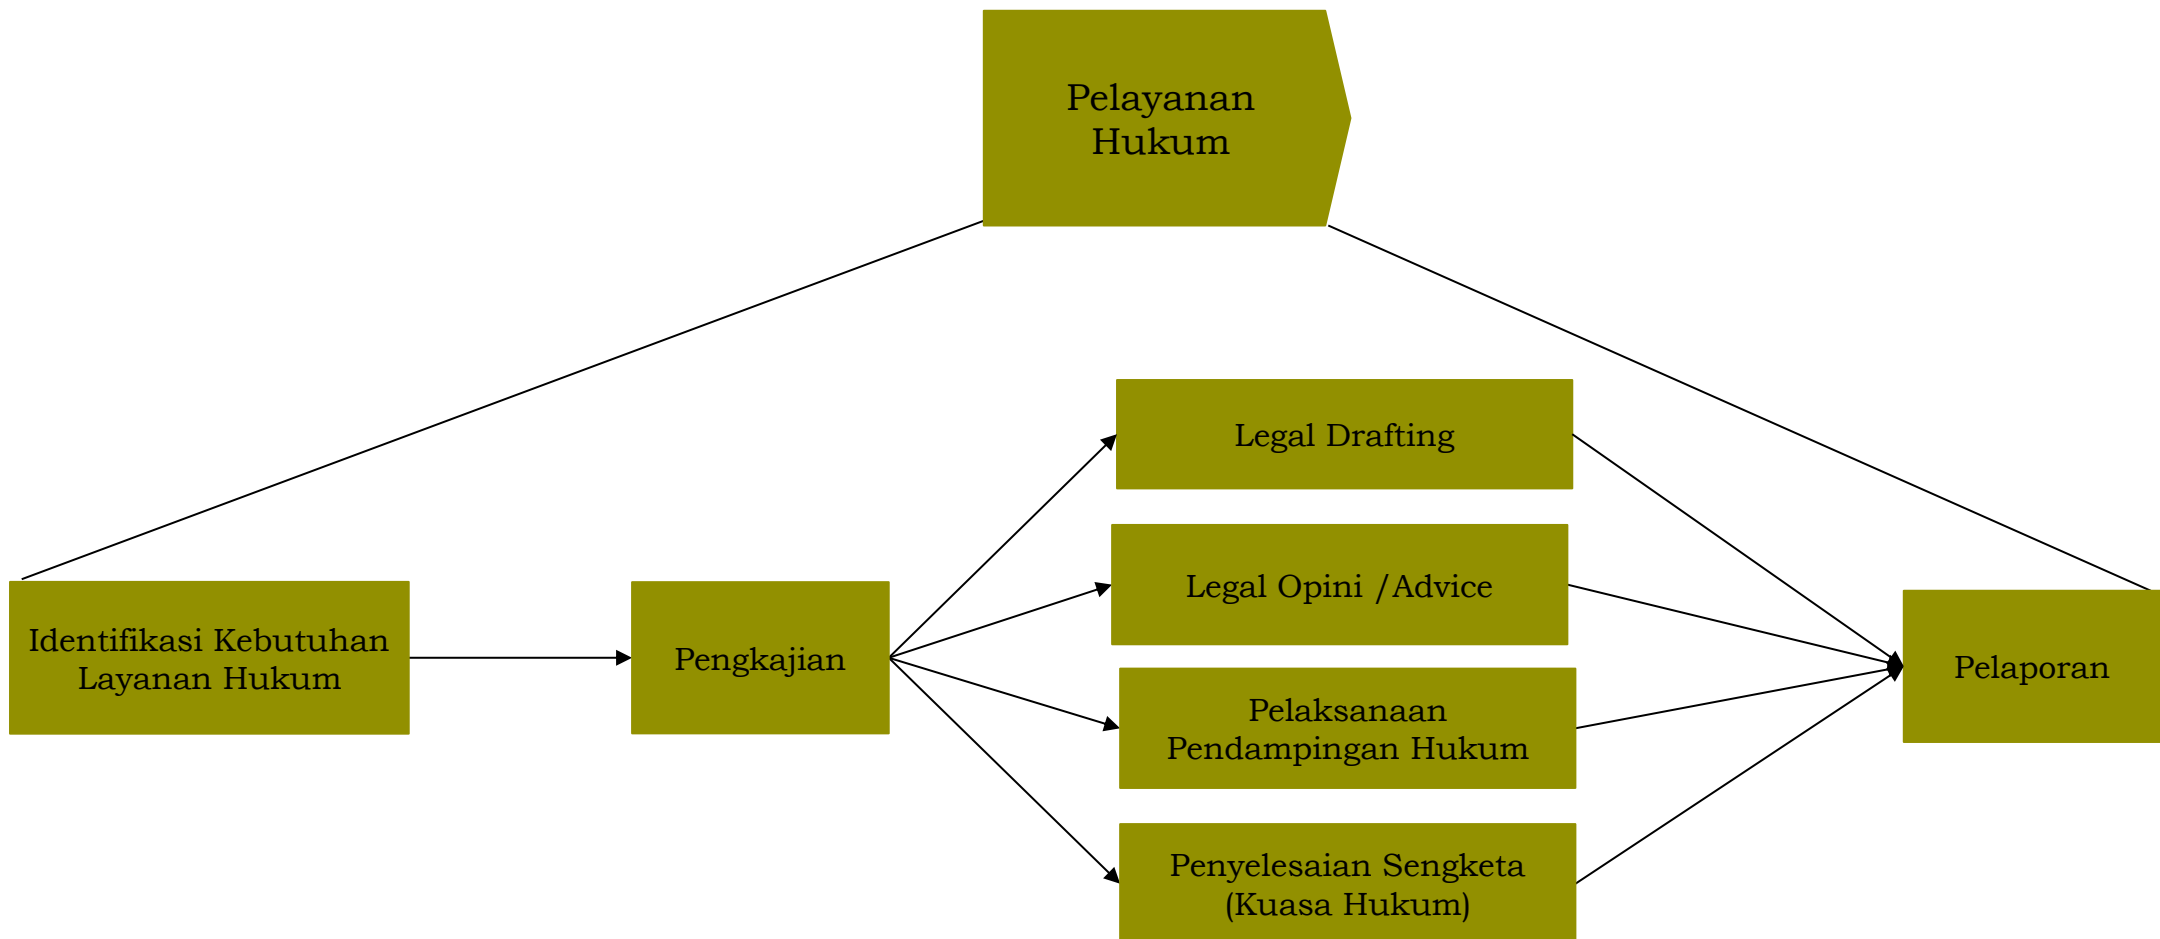 Pelayanan
Hukum
Legal Drafting
Legal Opini /Advice
Identifikasi Kebutuhan
Layanan Hukum
Pengkajian
Pelaporan
Pelaksanaan
Pendampingan Hukum
Penyelesaian Sengketa
(Kuasa Hukum)